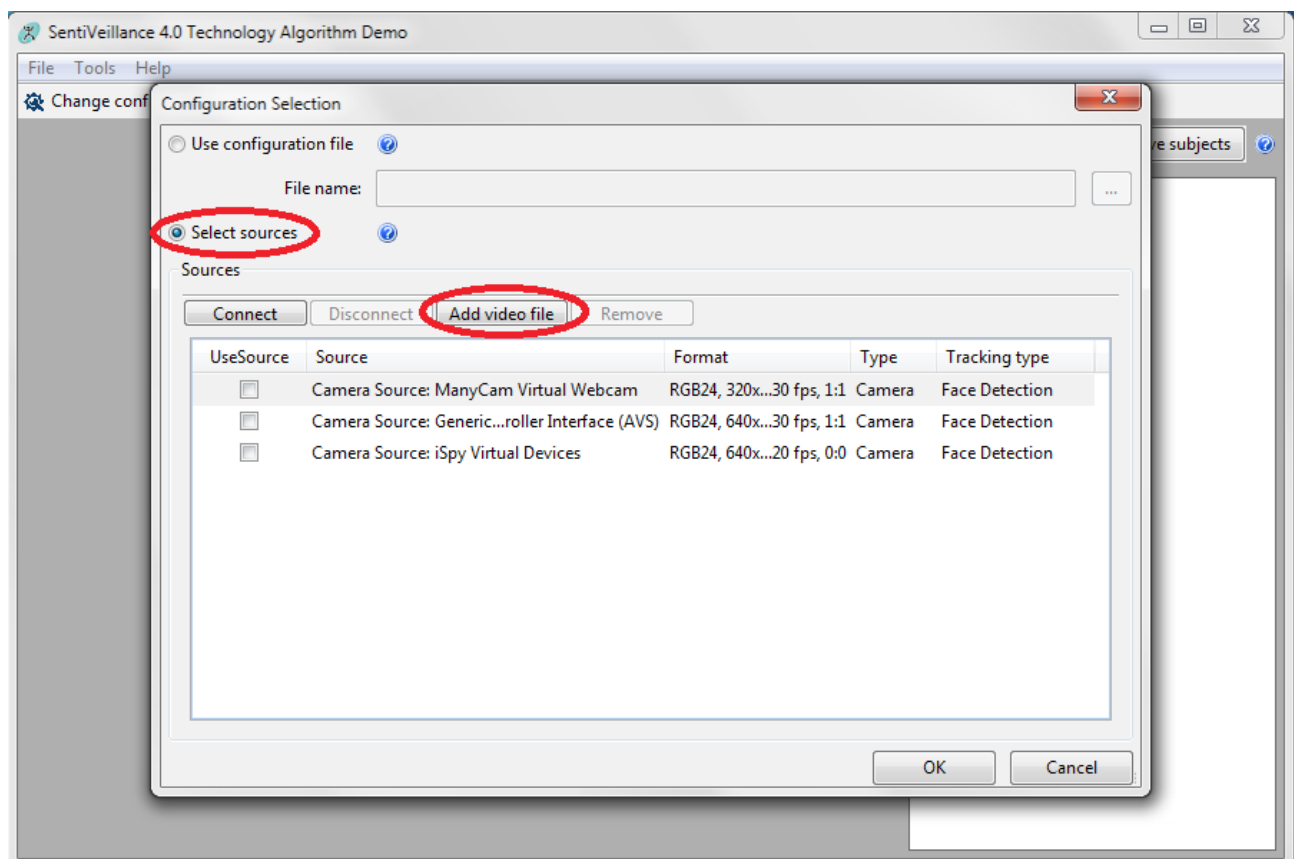 SentiVeillance 4.0 Technology Algorithm Demo
File Tools Help
Change conf
Configuration Selection
Use configuration file
ve subjects
File name:
...
Select sources
Sources
Connect Disconnect Add video file Remove
UseSource Source Format Type Tracking type
Camera Source: ManyCam Virtual Webcam RGB24, 320x...30 fps, 1:1 Camera Face Detection
Camera Source: Generic...roller Interface (AVS) RGB24, 640x...30 fps, 1:1 Camera Face Detection
Camera Source: iSpy Virtual Devices RGB24, 640x...20 fps, 0:0 Camera Face Detection
OK Cancel